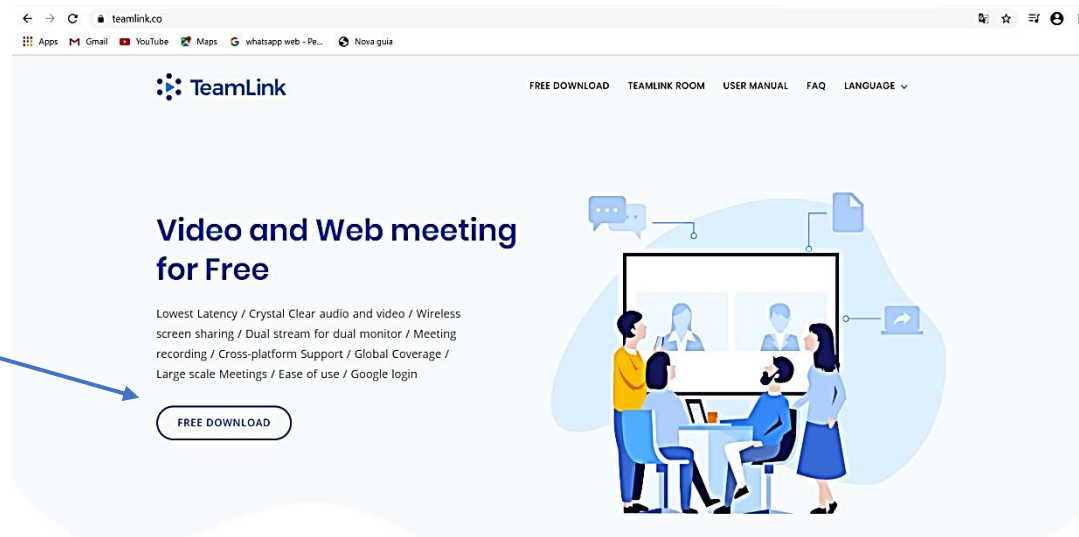 teamlink.co
Apps Gmail YouTube Maps whatsapp web - Pe... Nova guia
TeamLink
FREE DOWNLOAD TEAMLINK ROOM USER MANUAL FAQ LANGUAGE
Video and Web meeting
for Free
Lowest Latency / Crystal Clear audio and video / Wireless
screen sharing / Dual stream for dual monitor / Meeting
recording / Cross-platform Support / Global Coverage /
Large scale Meetings / Ease of use / Google login
FREE DOWNLOAD